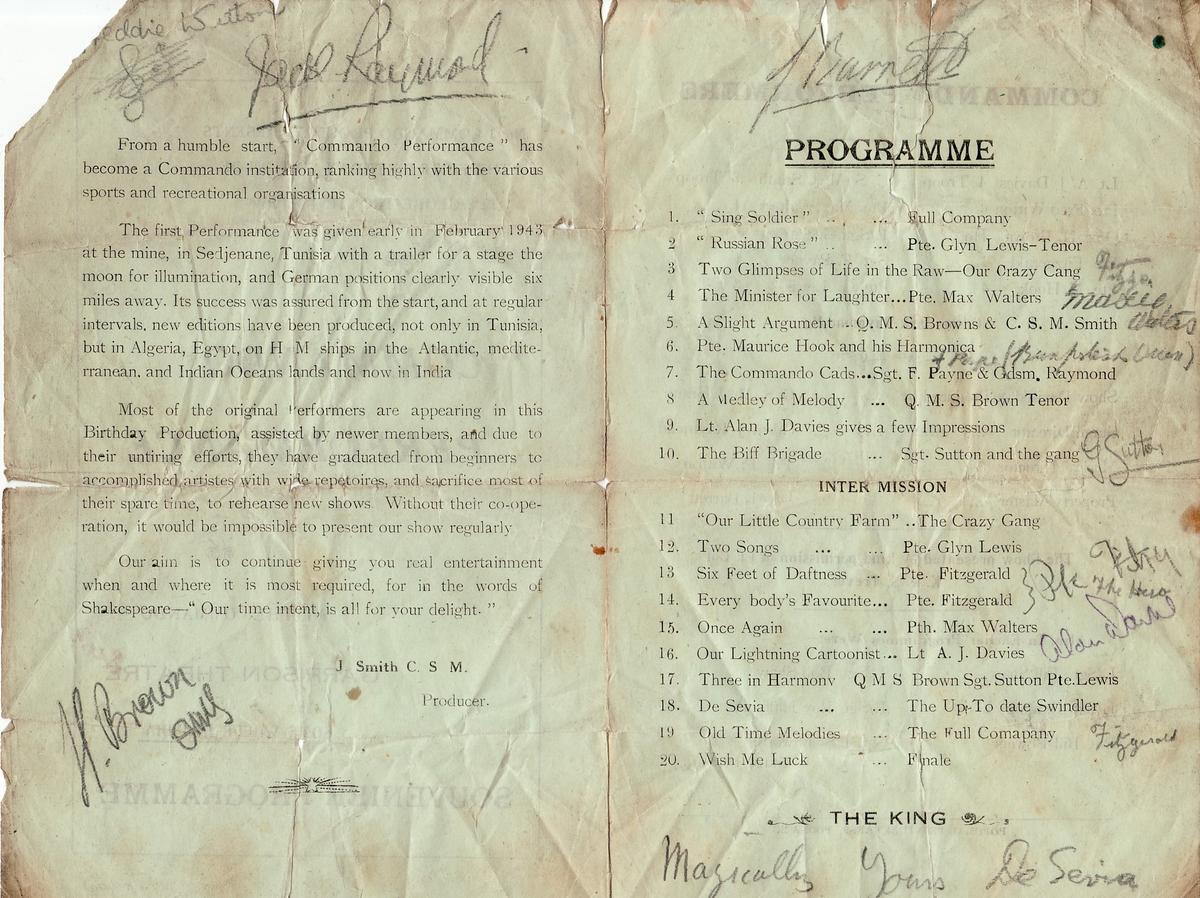 Freddie Sutton
Jack Raymond
From a humble start, “ Commando Performance ” has
become a Commando institution, ranking highly with the various
sports and recreational organisations
The first Performance was given early in February 1943
at the mine, in Sedjenane, Tunisia with a trailer for a stage the
moon for illumination, and German positions clearly visible six
miles away. Its success was assured from the start, and at regular
intervals, new editions have been produced, not only in Tunisia,
but in Algeria, Egypt, on H M ships in the Atlantic, medite-
rranean, and Indian Oceans lands and now in India
Most of the original Performers are appearing in this
Birthday Production, assisted by newer members, and due to
their untiring efforts, they have graduated from beginners to
accomplished artistes with wide repetoires, and sacrifice most of
their spare time, to rehearse new shows Without their co-ope-
ration, it would be impossible to present our show regularly
Our aim is to continue giving you real entertainment
when and where it is most required, for in the words of
Shakespeare—“ Our time intent, is all for your delight. ”
J. Smith C. S M.
Producer.
H. Brown
QMS
J Barnett
PROGRAMME
1. “ Sing Soldier ” .. ... Full Company
2 “ Russian Rose ” .. ... Pte. Glyn Lewis-Tenor
3 Two Glimpses of Life in the Raw—Our Crazy Gang
4 The Minister for Laughter...Pte. Max Walters Maxie Walters
5. A Slight Argument .. Q. M. S. Browns & C. S. M. Smith
6. Pte. Maurice Hook and his Harmonica
7. The Commando Cads...Sgt. F. Payne & Gdsm. Raymond
8 A Medley of Melody ... Q. M. S. Brown Tenor
9. Lt. Alan J. Davies gives a few Impressions
10. The Biff Brigade ... Sgt. Sutton and the gang G Sutton
INTER MISSION
11 “Our Little Country Farm” ..The Crazy Gang
12. Two Songs ... ... Pte. Glyn Lewis
13 Six Feet of Daftness ... Pte. Fitzgerald
14. Every body’s Favourite... Pte. Fitzgerald
15. Once Again ... ... Pth. Max Walters
16. Our Lightning Cartoonist... Lt A. J. Davies
17. Three in Harmony Q M S Brown Sgt. Sutton Pte.Lewis
18. De Sevia ... ... The Up-To date Swindler
19 Old Time Melodies ... The Full Comapany Fitzgerald
20. Wish Me Luck ... Finale
THE KING
Magically Yours De Sevia